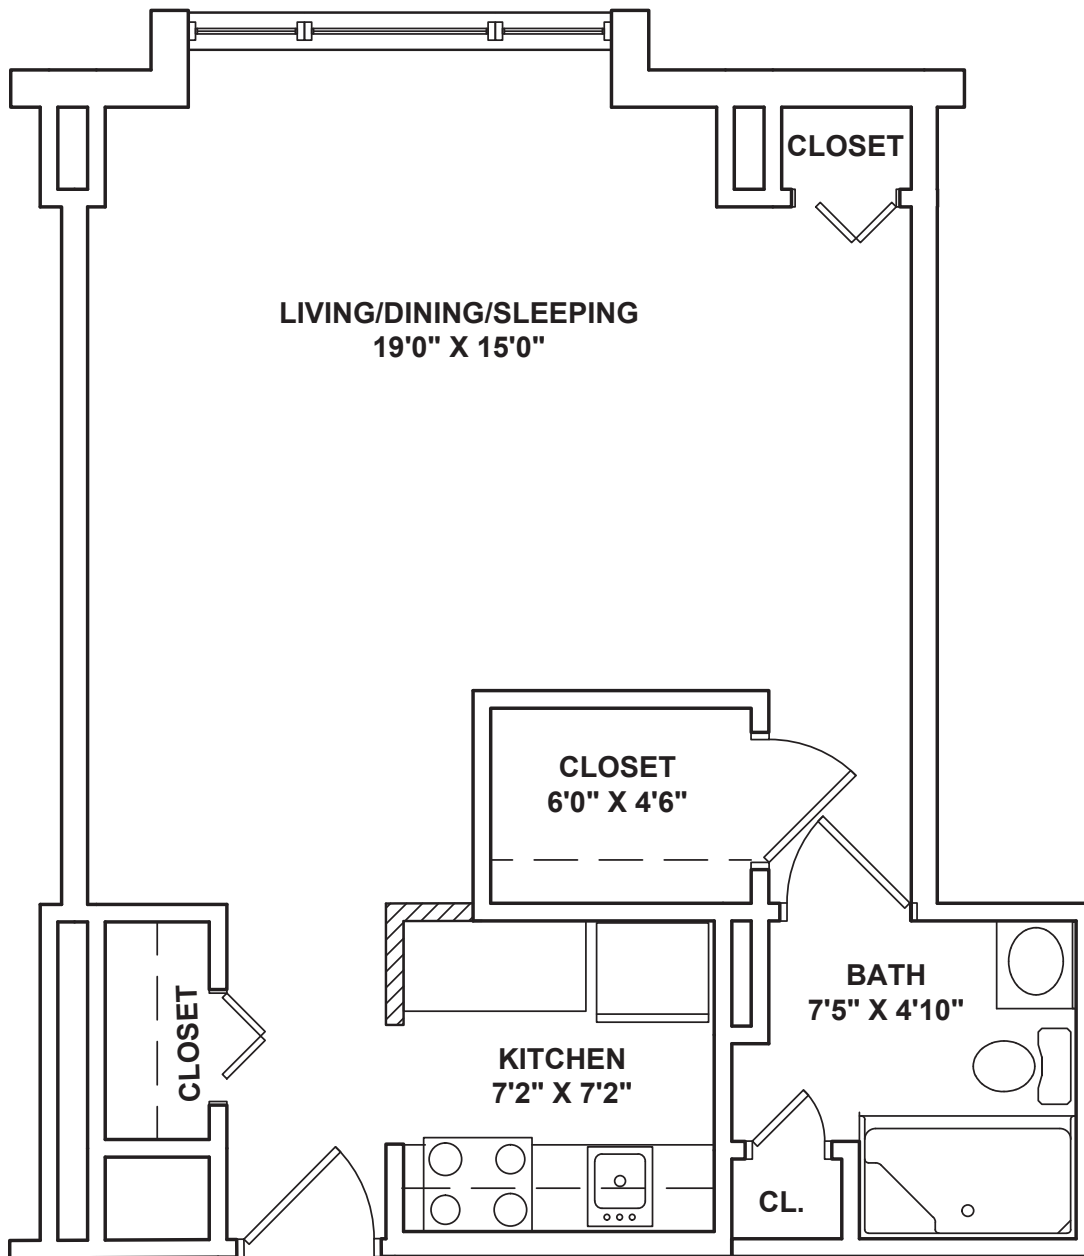 CLOSET
LIVING/DINING/SLEEPING
19'0" X 15'0"
CLOSET
6'0" X 4'6"
BATH
7'5" X 4'10"
CLOSET
KITCHEN
7'2" X 7'2"
CL.